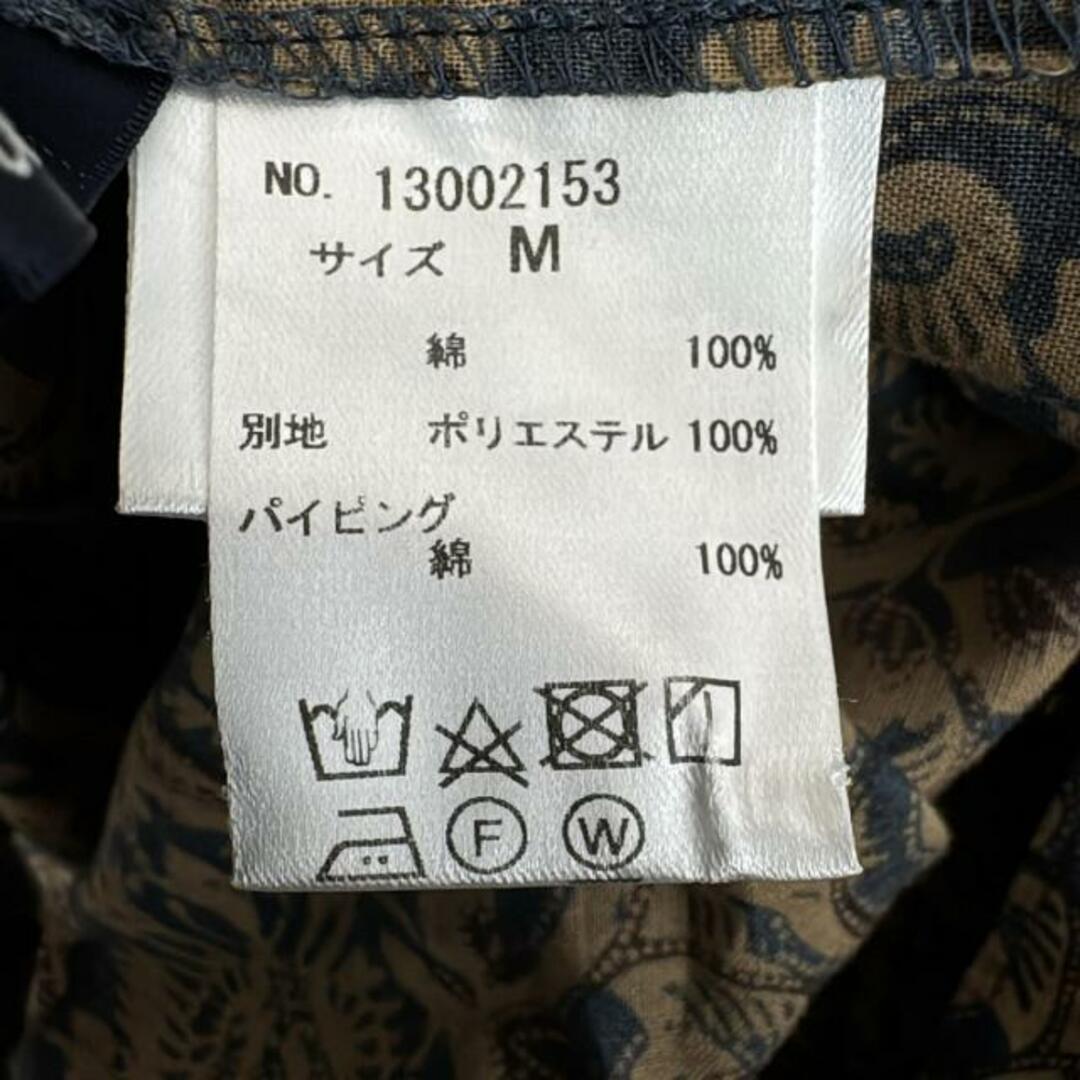 NO. 13002153
サイズ M
綿 100%
別地 ポリエステル 100%
パイピング
綿 100%
F W